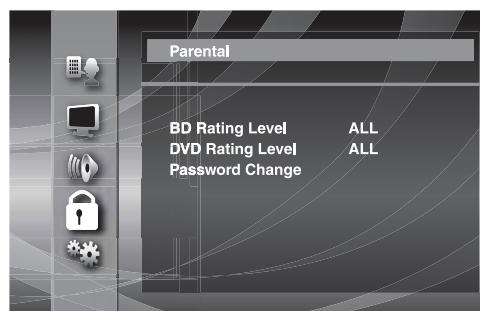 Parental
BD Rating Level ALL
DVD Rating Level ALL
Password Change